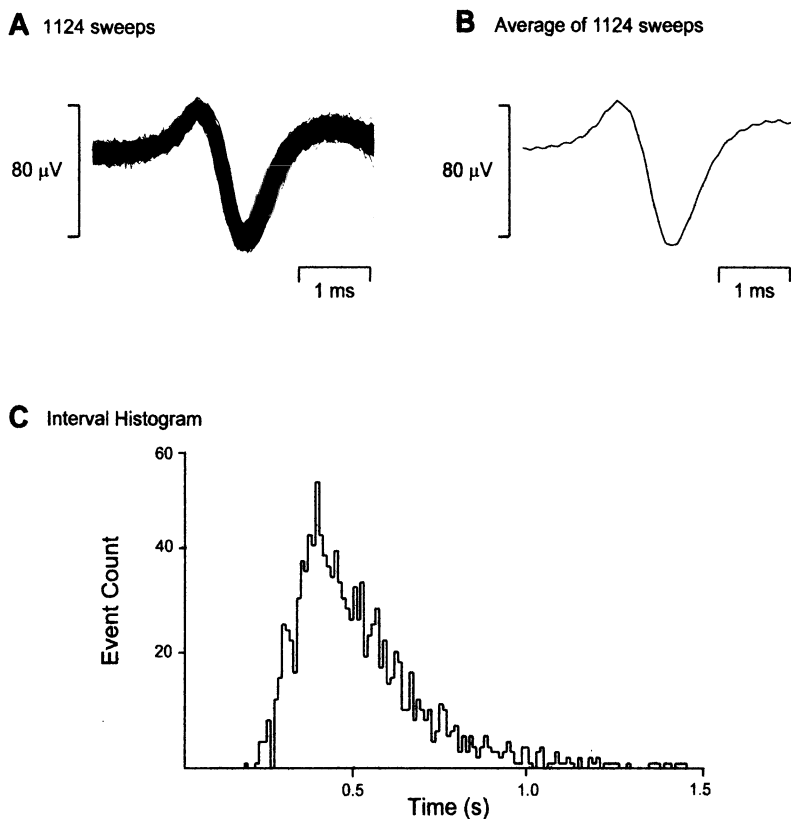 A 1124 sweeps
B Average of 1124 sweeps
80 µV
80 µV
1 ms
1 ms
C Interval Histogram
60
40
20
Event Count
0.5
1.0
1.5
Time (s)